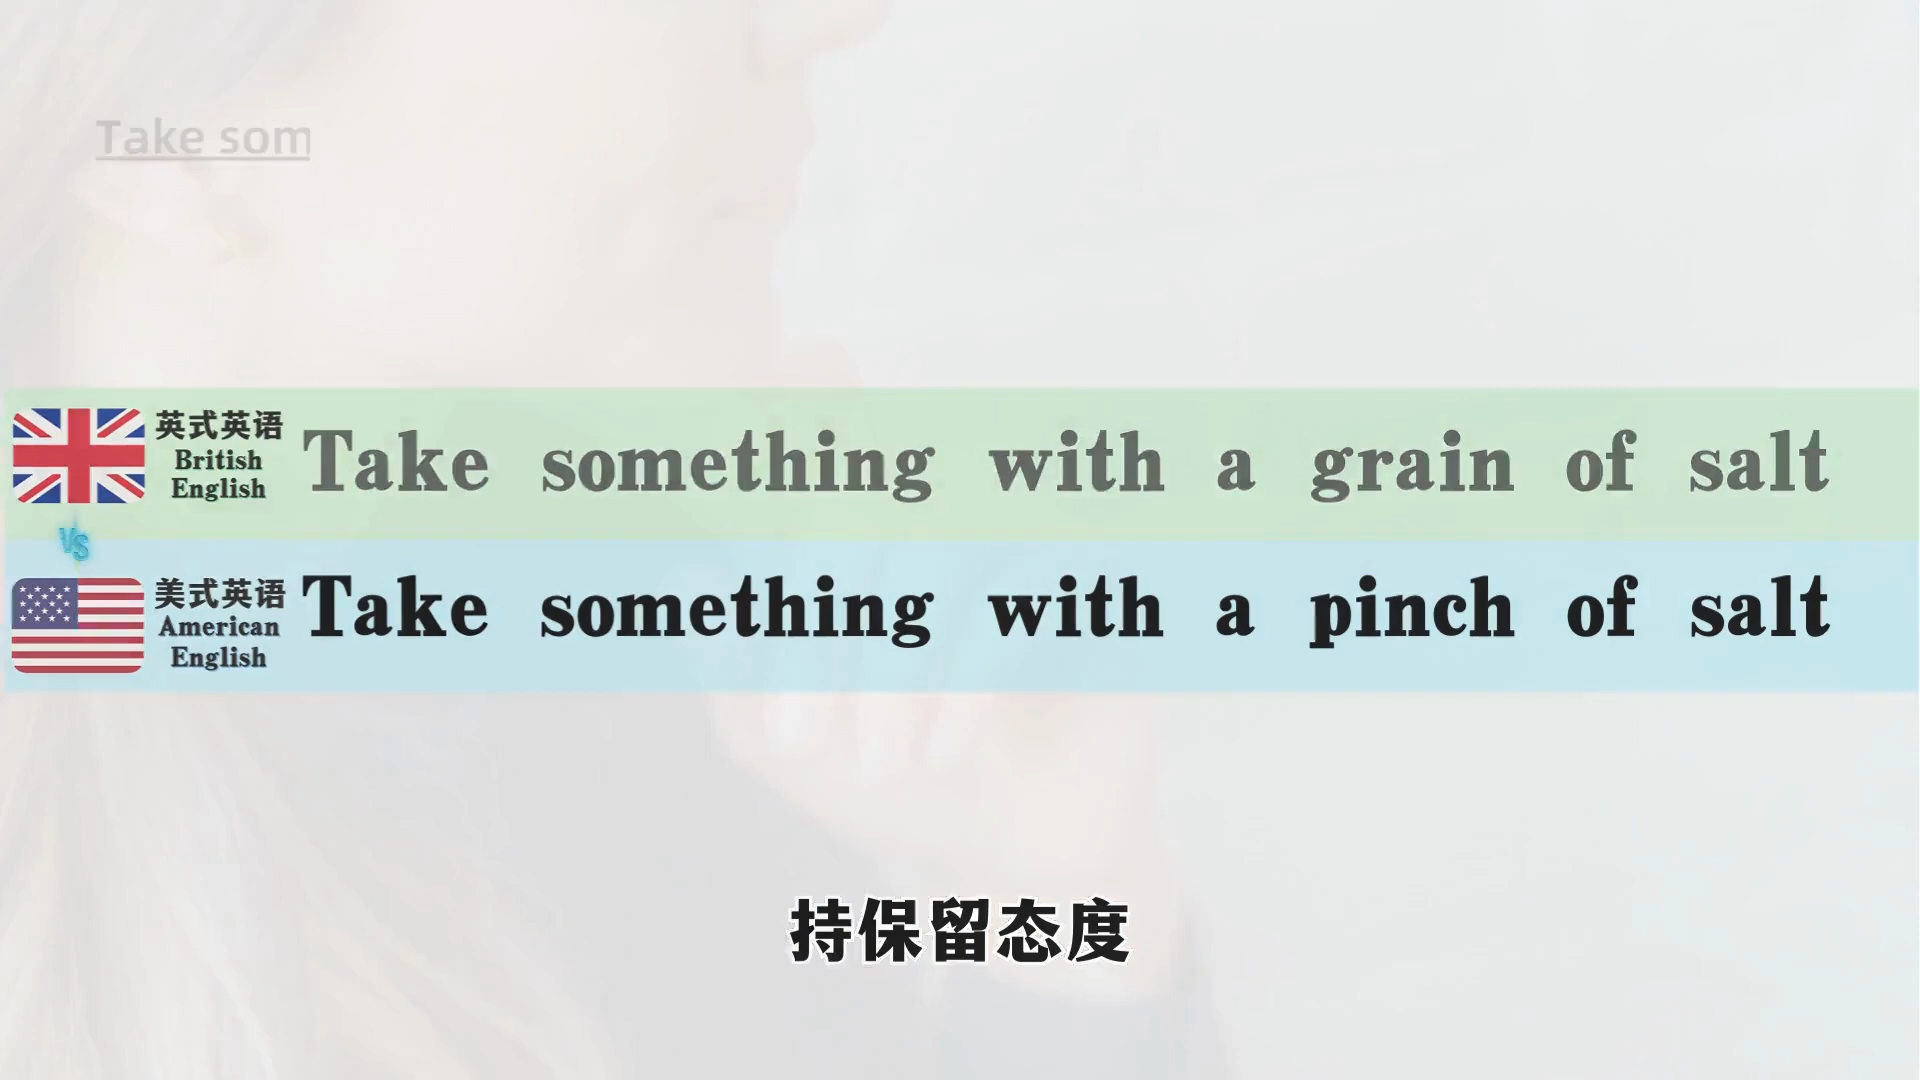 Take som
英式英语
British
English
Take something with a grain of salt
VS
美式英语
American
English
Take something with a pinch of salt
持保留态度